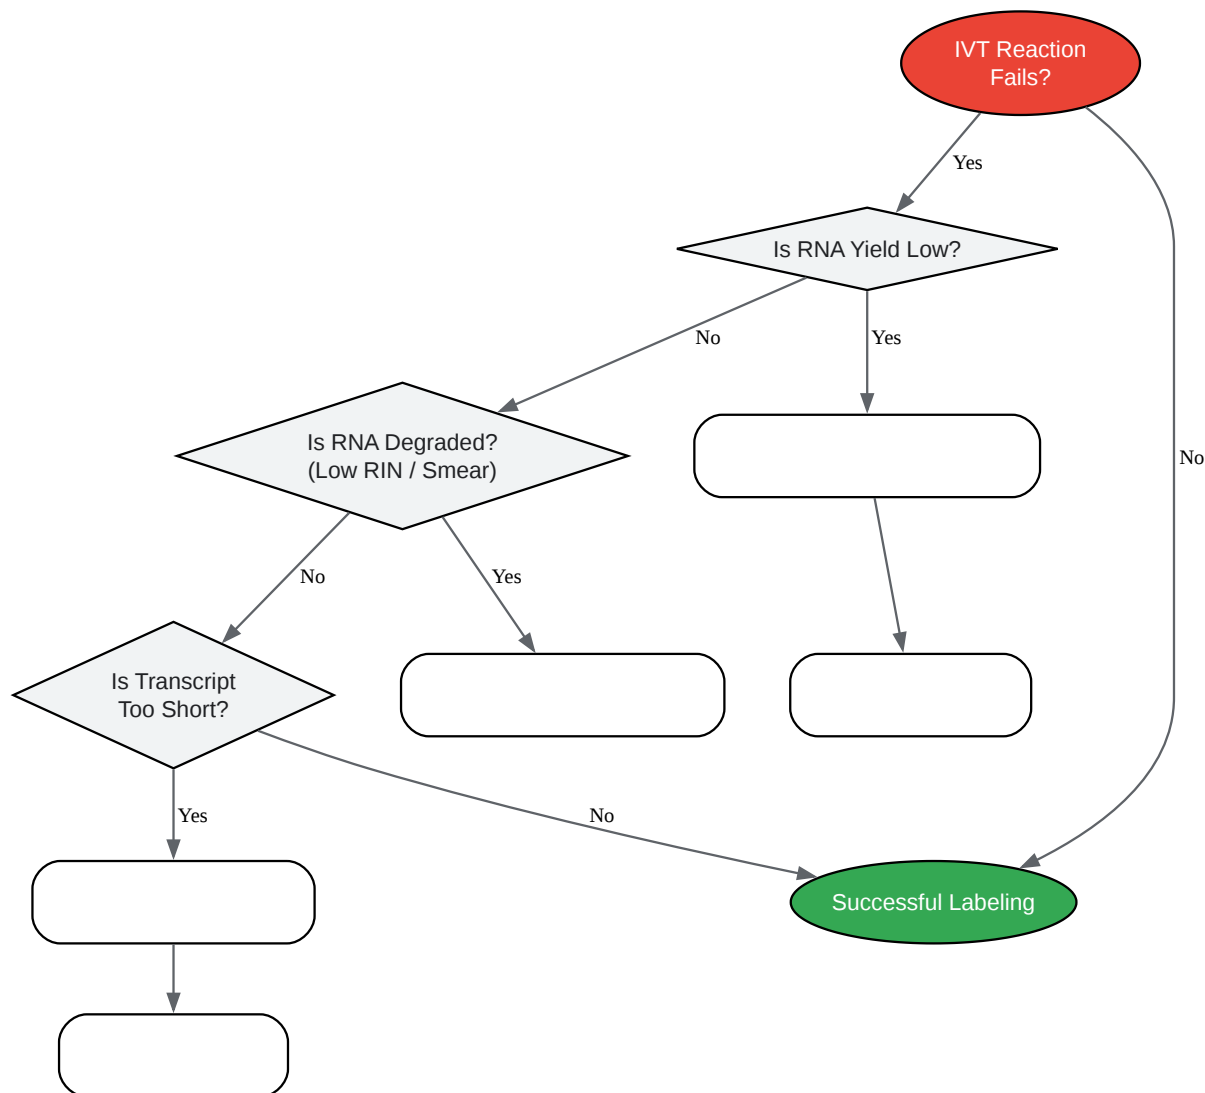 IVT Reaction
Fails?
Yes
Is RNA Yield Low?
No
Yes
Is RNA Degraded?
(Low RIN / Smear)
No
No
Yes
Is Transcript
Too Short?
Yes
No
Successful Labeling